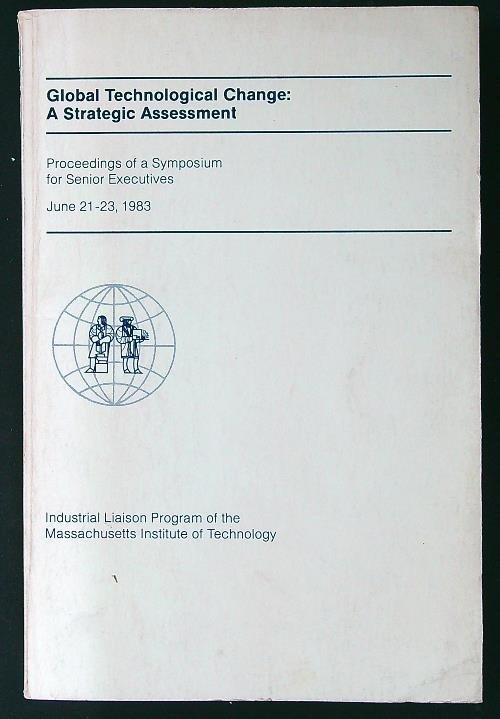 Global Technological Change:
A Strategic Assessment
Proceedings of a Symposium
for Senior Executives
June 21-23, 1983
Industrial Liaison Program of the
Massachusetts Institute of Technology